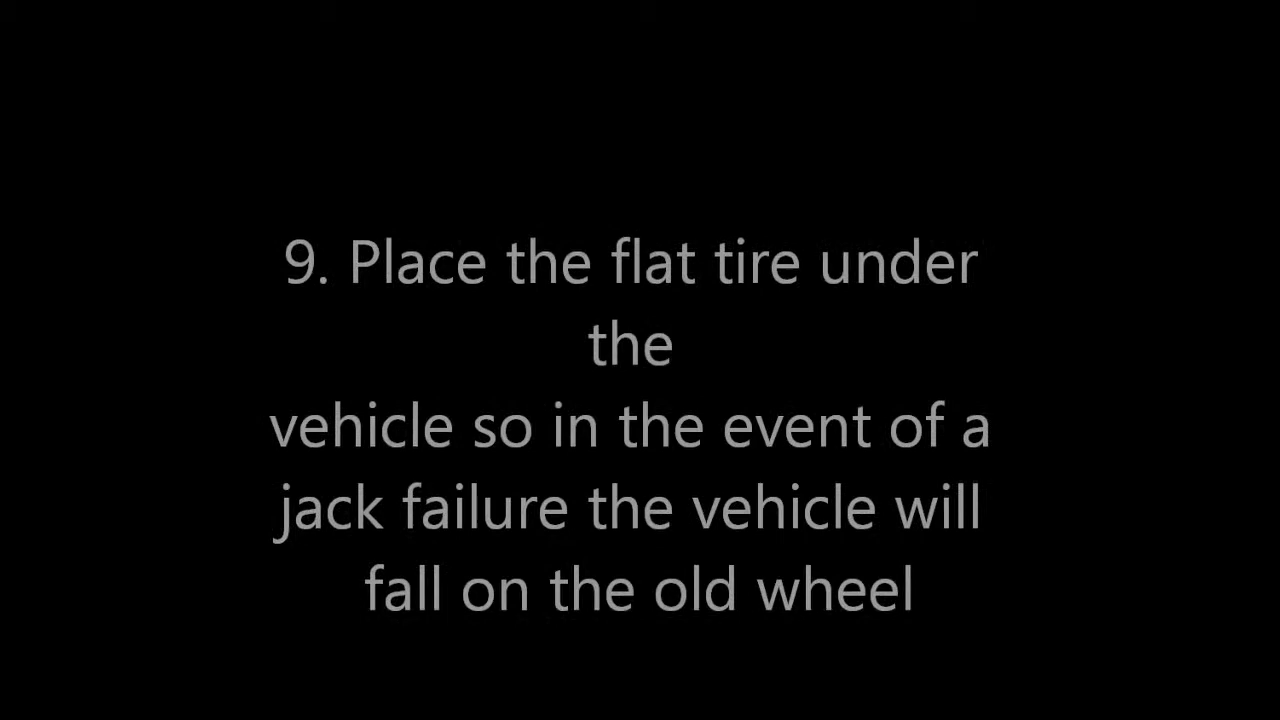 9. Place the flat tire under
the
vehicle so in the event of a
jack failure the vehicle will
fall on the old wheel